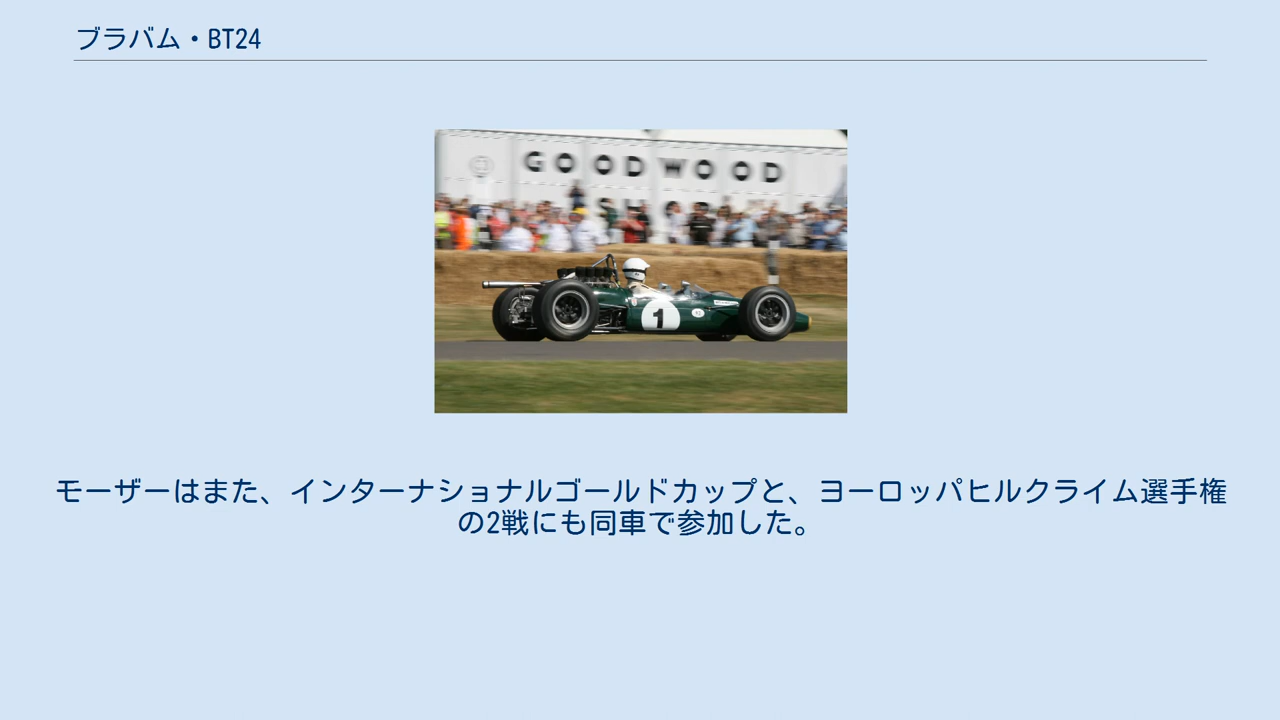 ブラバム・BT24
GOODWOOD
1
モーザーはまた、インターナショナルゴールドカップと、ヨーロッパヒルクライム選手権
の2戦にも同車で参加した。